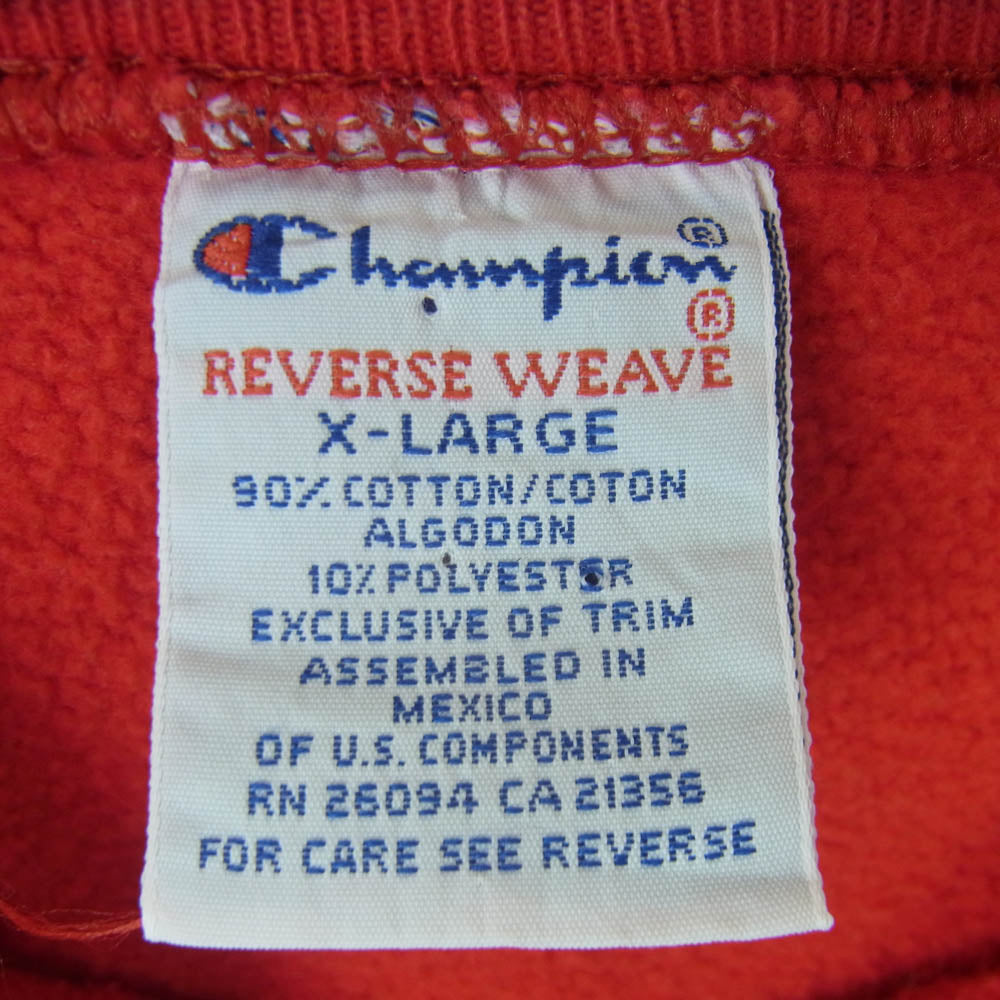 Champion ®
REVERSE WEAVE ®
X-LARGE
90% COTTON/COTON
ALGODON
10% POLYESTER
EXCLUSIVE OF TRIM
ASSEMBLED IN
MEXICO
OF U.S. COMPONENTS
RN 26094 CA 21356
FOR CARE SEE REVERSE